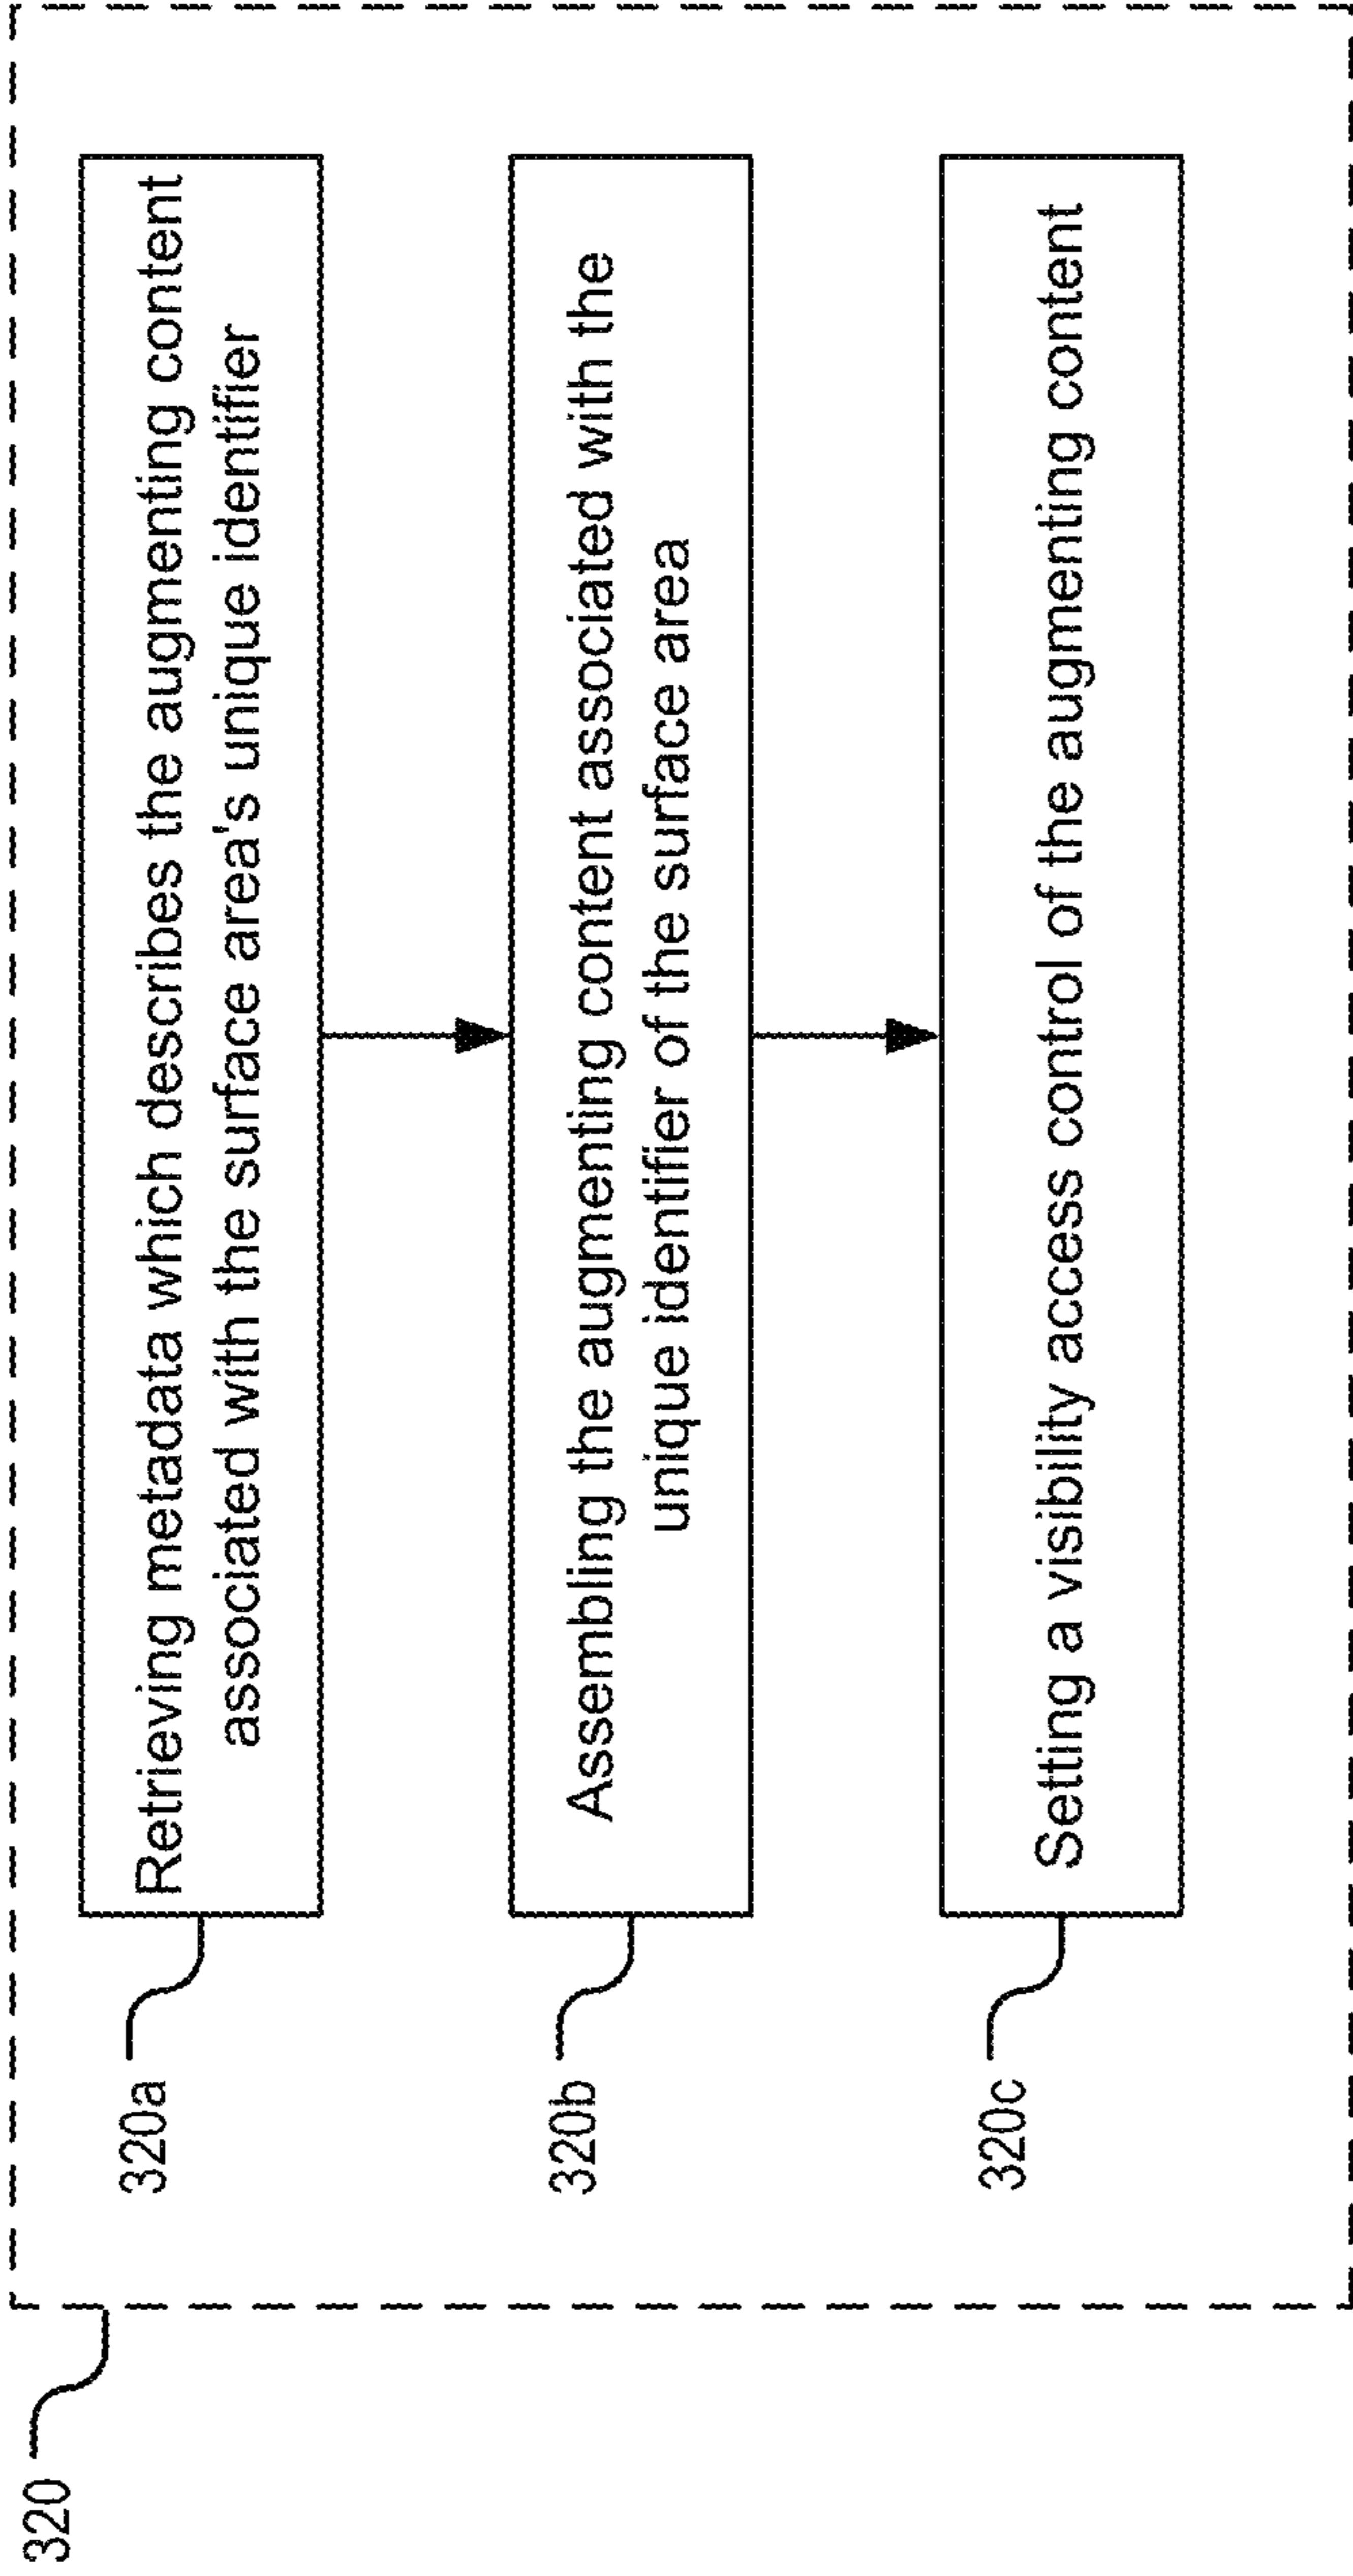 320
320a
Retrieving metadata which describes the augmenting content
associated with the surface area's unique identifier
320b
Assembling the augmenting content associated with the
unique identifier of the surface area
320c
Setting a visibility access control of the augmenting content